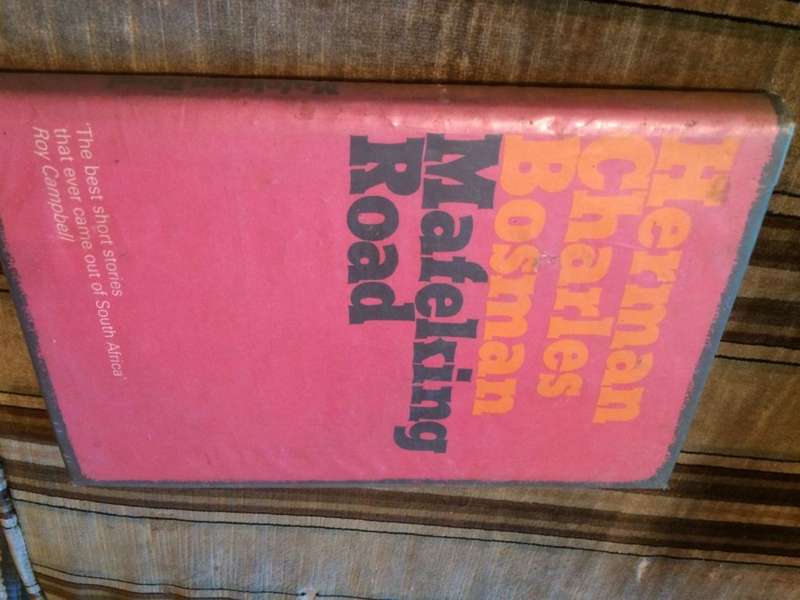 Herman
Charles
Bosman
Mafeking
Road
'The best short stories
that ever came out of South Africa'
Roy Campbell